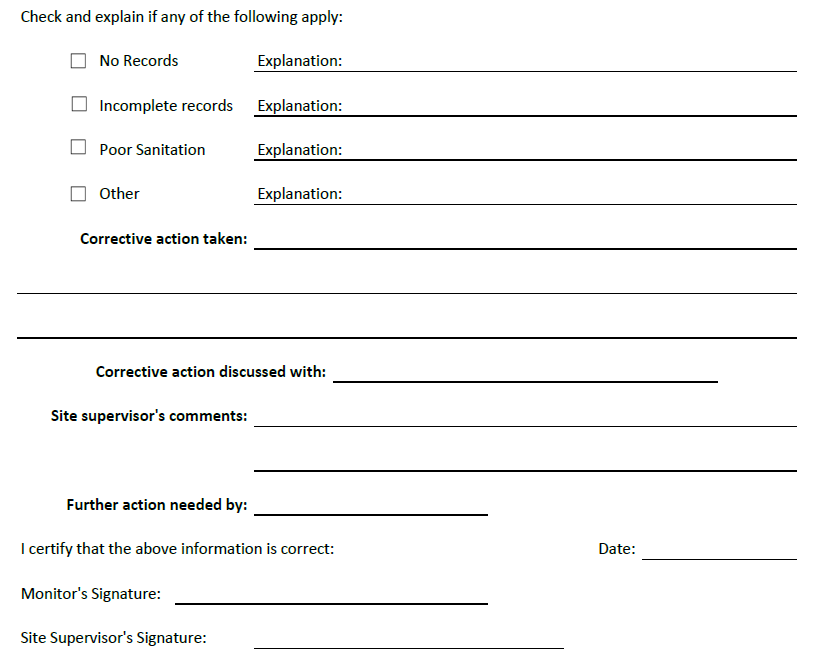 Check and explain if any of the following apply:
No Records Explanation:
Incomplete records Explanation:
Poor Sanitation Explanation:
Other Explanation:
Corrective action taken:
Corrective action discussed with:
Site supervisor's comments:
Further action needed by:
I certify that the above information is correct: Date:
Monitor's Signature:
Site Supervisor's Signature: